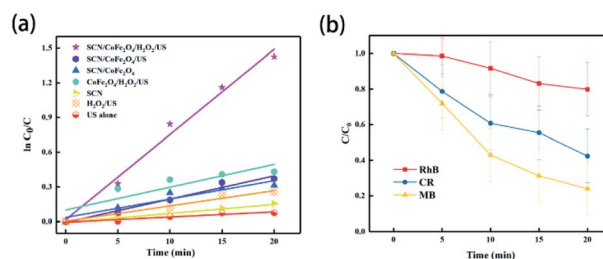 (a)
ln C₀/C
1.5
1.2
0.9
0.6
0.3
0.0
SCN/CoFe₂O₄/H₂O₂/US
SCN/CoFe₂O₄/US
SCN/CoFe₂O₄
CoFe₂O₄/H₂O₂/US
SCN
H₂O₂/US
US alone
0 5 10 15 20
Time (min)
(b)
C/C₀
1.0
0.8
0.6
0.4
0.2
0.0
RhB
CR
MB
0 5 10 15 20
Time (min)